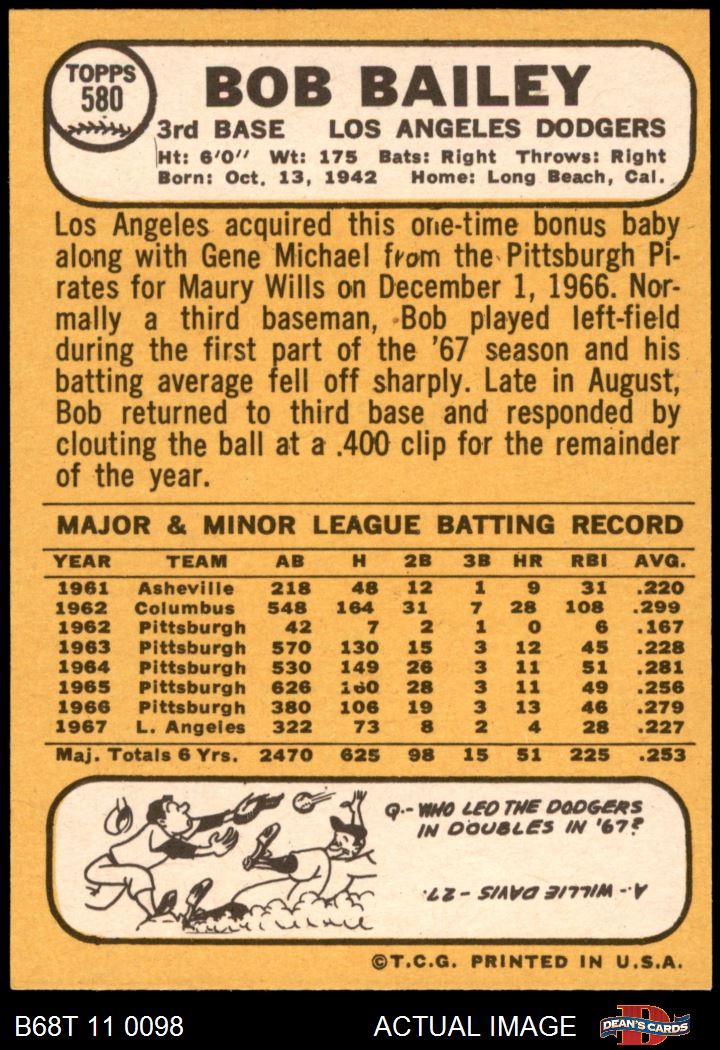 TOPPS
580
BOB BAILEY
3rd BASE LOS ANGELES DODGERS
Ht: 6'0" Wt: 175 Bats: Right Throws: Right
Born: Oct. 13, 1942 Home: Long Beach, Cal.
Los Angeles acquired this one-time bonus baby
along with Gene Michael from the Pittsburgh Pi-
rates for Maury Wills on December 1, 1966. Nor-
mally a third baseman, Bob played left-field
during the first part of the '67 season and his
batting average fell off sharply. Late in August,
Bob returned to third base and responded by
clouting the ball at a .400 clip for the remainder
of the year.
MAJOR & MINOR LEAGUE BATTING RECORD
YEAR TEAM AB H 2B 3B HR RBI AVG.
1961 Asheville 218 48 12 1 9 31 .220
1962 Columbus 548 164 31 7 28 108 .299
1962 Pittsburgh 42 7 2 1 0 6 .167
1963 Pittsburgh 570 130 15 3 12 45 .228
1964 Pittsburgh 530 149 26 3 11 51 .281
1965 Pittsburgh 626 160 28 3 11 49 .256
1966 Pittsburgh 380 106 19 3 13 46 .279
1967 L. Angeles 322 73 8 2 4 28 .227
Maj. Totals 6 Yrs. 2470 625 98 15 51 225 .253
Q.- WHO LED THE DODGERS
IN DOUBLES IN '67?
A.- WILLIE DAVIS - 27.
©T.C.G. PRINTED IN U.S.A.
B68T 11 0098 ACTUAL IMAGE
D
DEAN'S CARDS